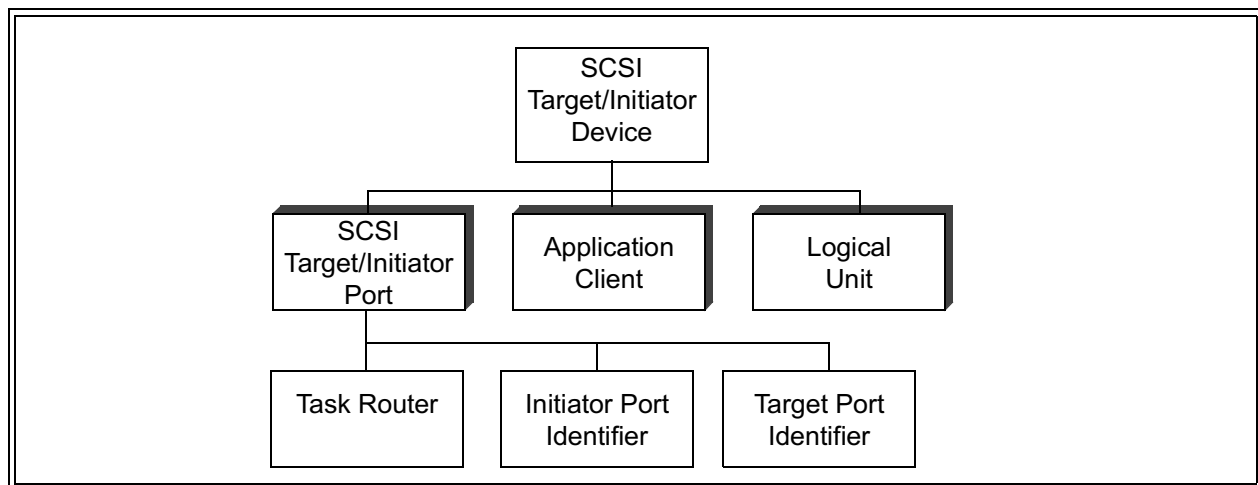 SCSI
Target/Initiator
Device
SCSI
Target/Initiator
Port
Application
Client
Logical
Unit
Task Router
Initiator Port
Identifier
Target Port
Identifier